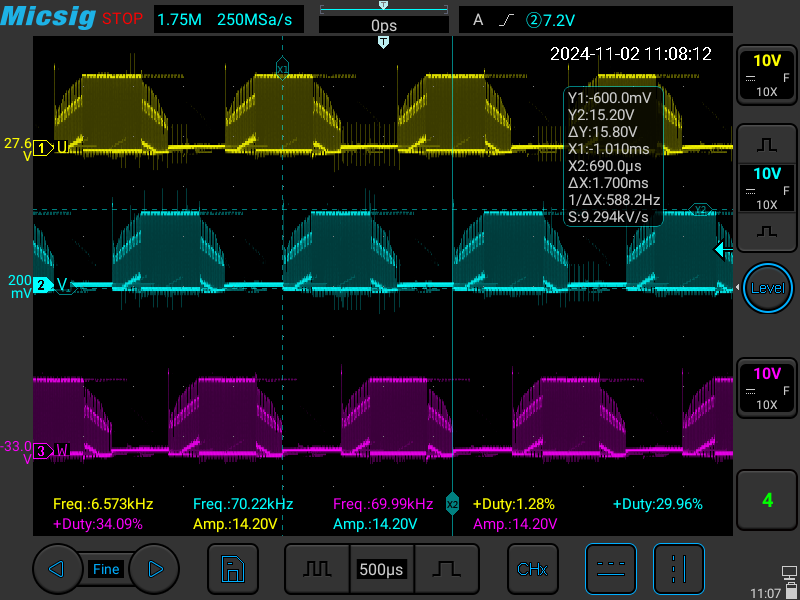 Micsig STOP 1.75M 250MSa/s 0ps A ②7.2V
T
2024-11-02 11:08:12
10V
F
10X
X1
Y1:-600.0mV
Y2:15.20V
ΔY:15.80V
X1:-1.010ms
X2:690.0μs
ΔX:1.700ms
1/ΔX:588.2Hz
S:9.294kV/s
27.6 V 1 U
10V
F
10X
X2
200 mV 2 V
Level
10V
F
10X
-33.0 V 3 W
Freq.:6.573kHz Freq.:70.22kHz Freq.:69.99kHz X2 +Duty:1.28% +Duty:29.96%
+Duty:34.09% Amp.:14.20V Amp.:14.20V Amp.:14.20V
4
Fine 500μs CHx
11:07